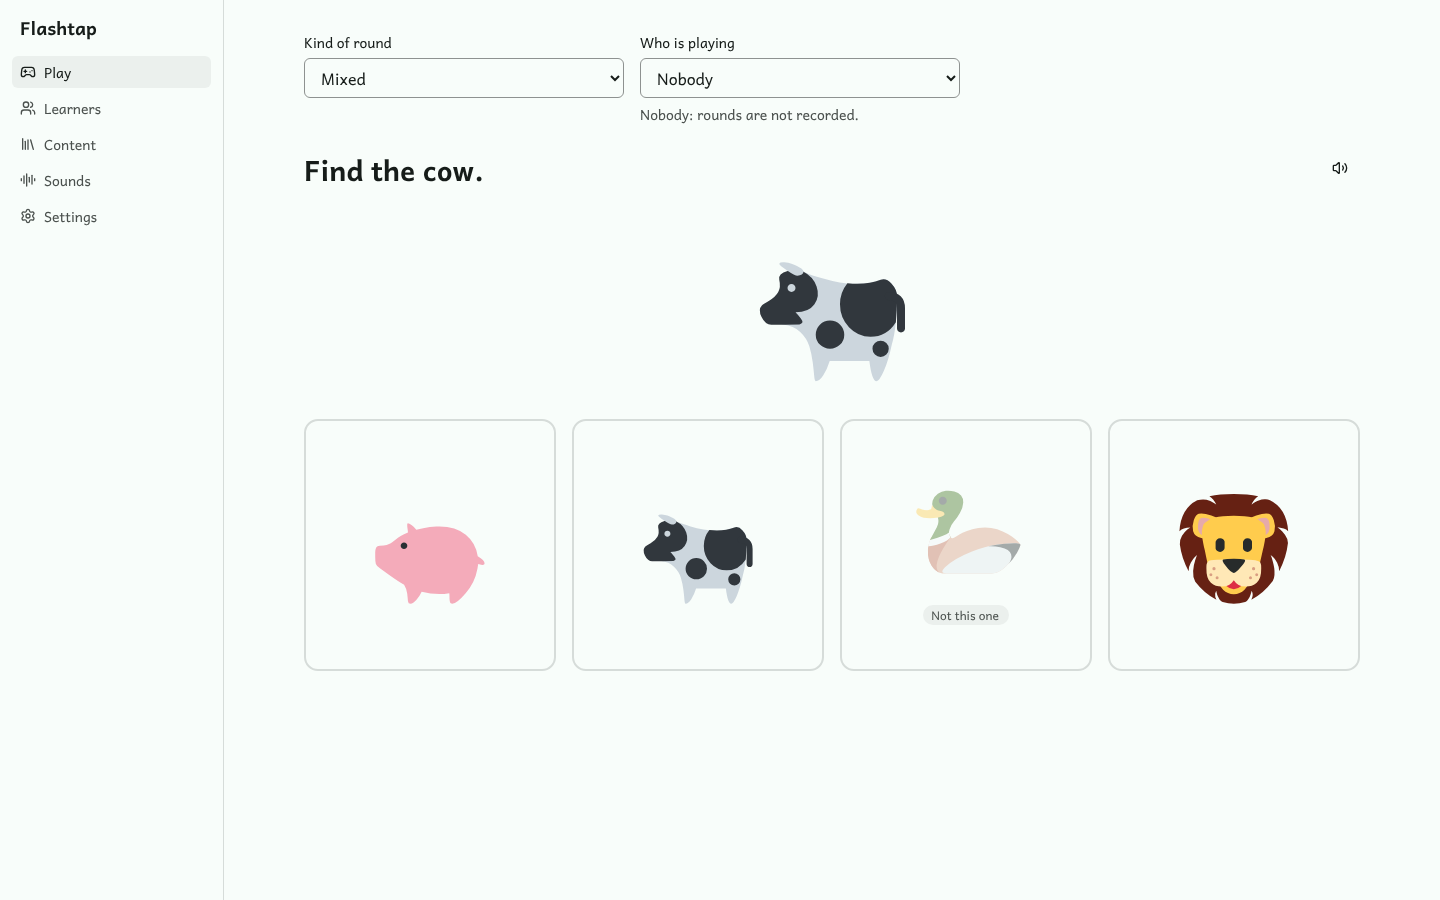 Flashtap
Play
Learners
Content
Sounds
Settings
Kind of round
Mixed
Who is playing
Nobody
Nobody: rounds are not recorded.
Find the cow.
Not this one